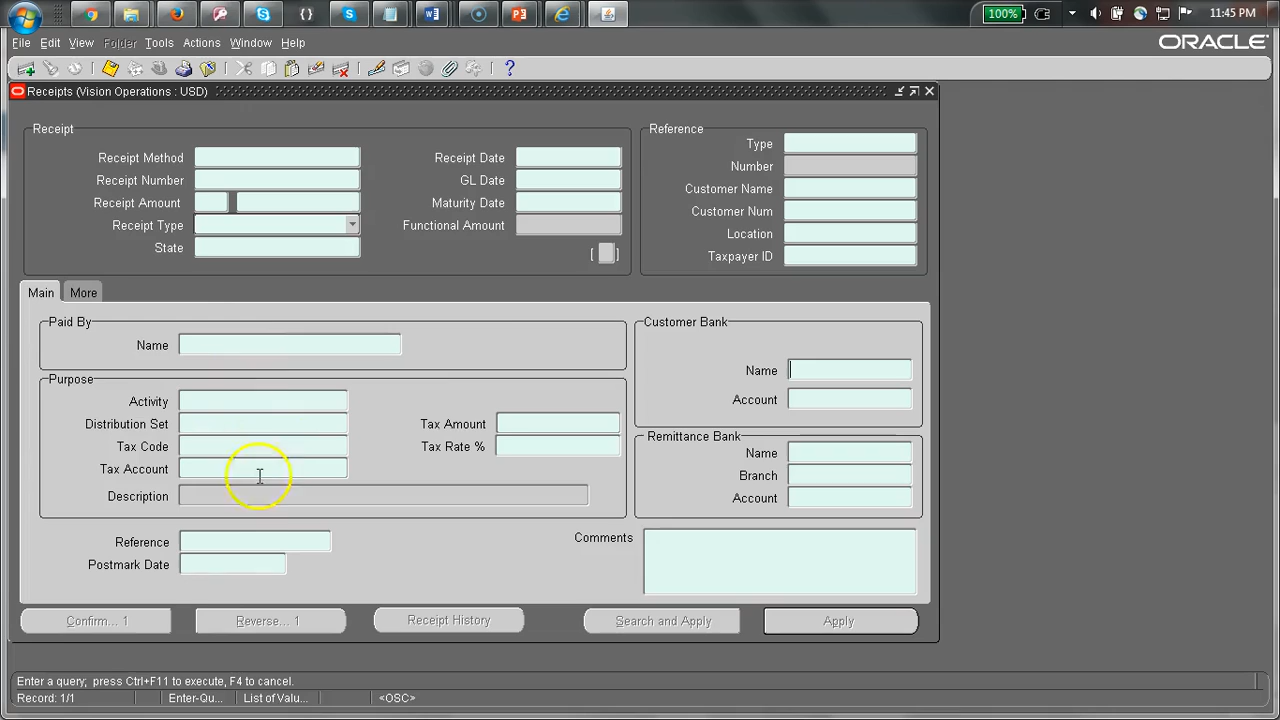 100%
11:45 PM
File Edit View Folder Tools Actions Window Help
ORACLE
Receipts (Vision Operations : USD)
Receipt
Reference
Receipt Method
Receipt Date
Type
Receipt Number
GL Date
Number
Receipt Amount
Maturity Date
Customer Name
Receipt Type
Functional Amount
Customer Num
State
Location
[ ]
Taxpayer ID
Main More
Paid By
Name
Customer Bank
Name
Account
Purpose
Activity
Distribution Set
Tax Amount
Tax Code
Tax Rate %
Tax Account
Description
Remittance Bank
Name
Branch
Account
Reference
Postmark Date
Comments
Confirm... 1
Reverse... 1
Receipt History
Search and Apply
Apply
Enter a query; press Ctrl+F11 to execute, F4 to cancel.
Record: 1/1 Enter-Qu... List of Valu... <OSC>